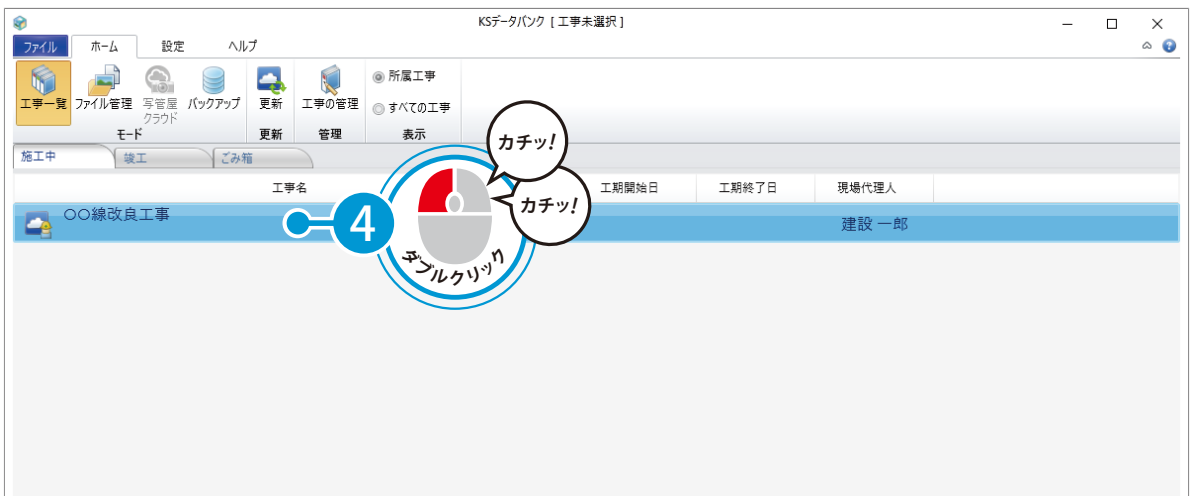 KSデータバンク [ 工事未選択 ]
ファイル ホーム 設定 ヘルプ
工事一覧 ファイル管理 写管屋 クラウド バックアップ 更新 工事の管理 所属工事
すべての工事
モード 更新 管理 表示
施工中 竣工 ごみ箱
工事名 工期開始日 工期終了日 現場代理人
〇〇線改良工事 建設 一郎
4
カチッ!
カチッ!
ダブルクリック